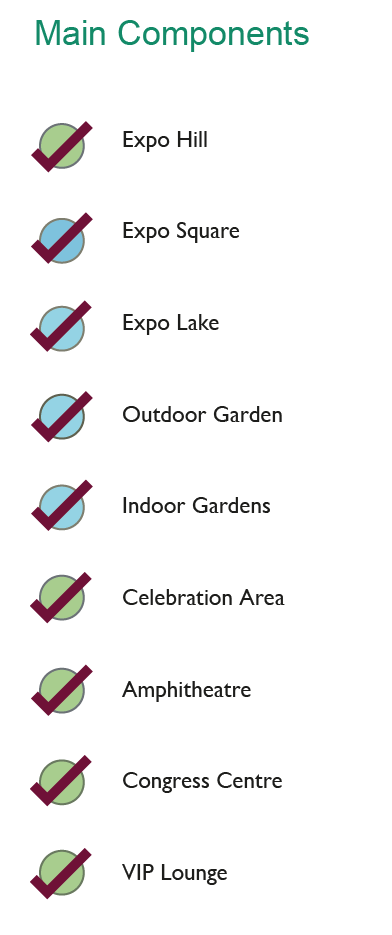 Main Components
Expo Hill
Expo Square
Expo Lake
Outdoor Garden
Indoor Gardens
Celebration Area
Amphitheatre
Congress Centre
VIP Lounge